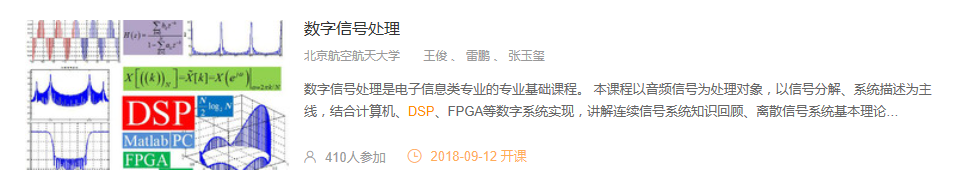 数字信号处理
北京航空航天大学 王俊 、 雷鹏 、 张玉玺
数字信号处理是电子信息类专业的专业基础课程。 本课程以音频信号为处理对象，以信号分解、系统描述为主
线，结合计算机、DSP、FPGA等数字系统实现，讲解连续信号系统知识回顾、离散信号系统基本理论...
410人参加 2018-09-12 开课
X[((k))_N]=X̃[k]=X(e^{jω})|_{ω=2πk/N}
DSP
N/2 log₂N
Matlab PC
FPGA